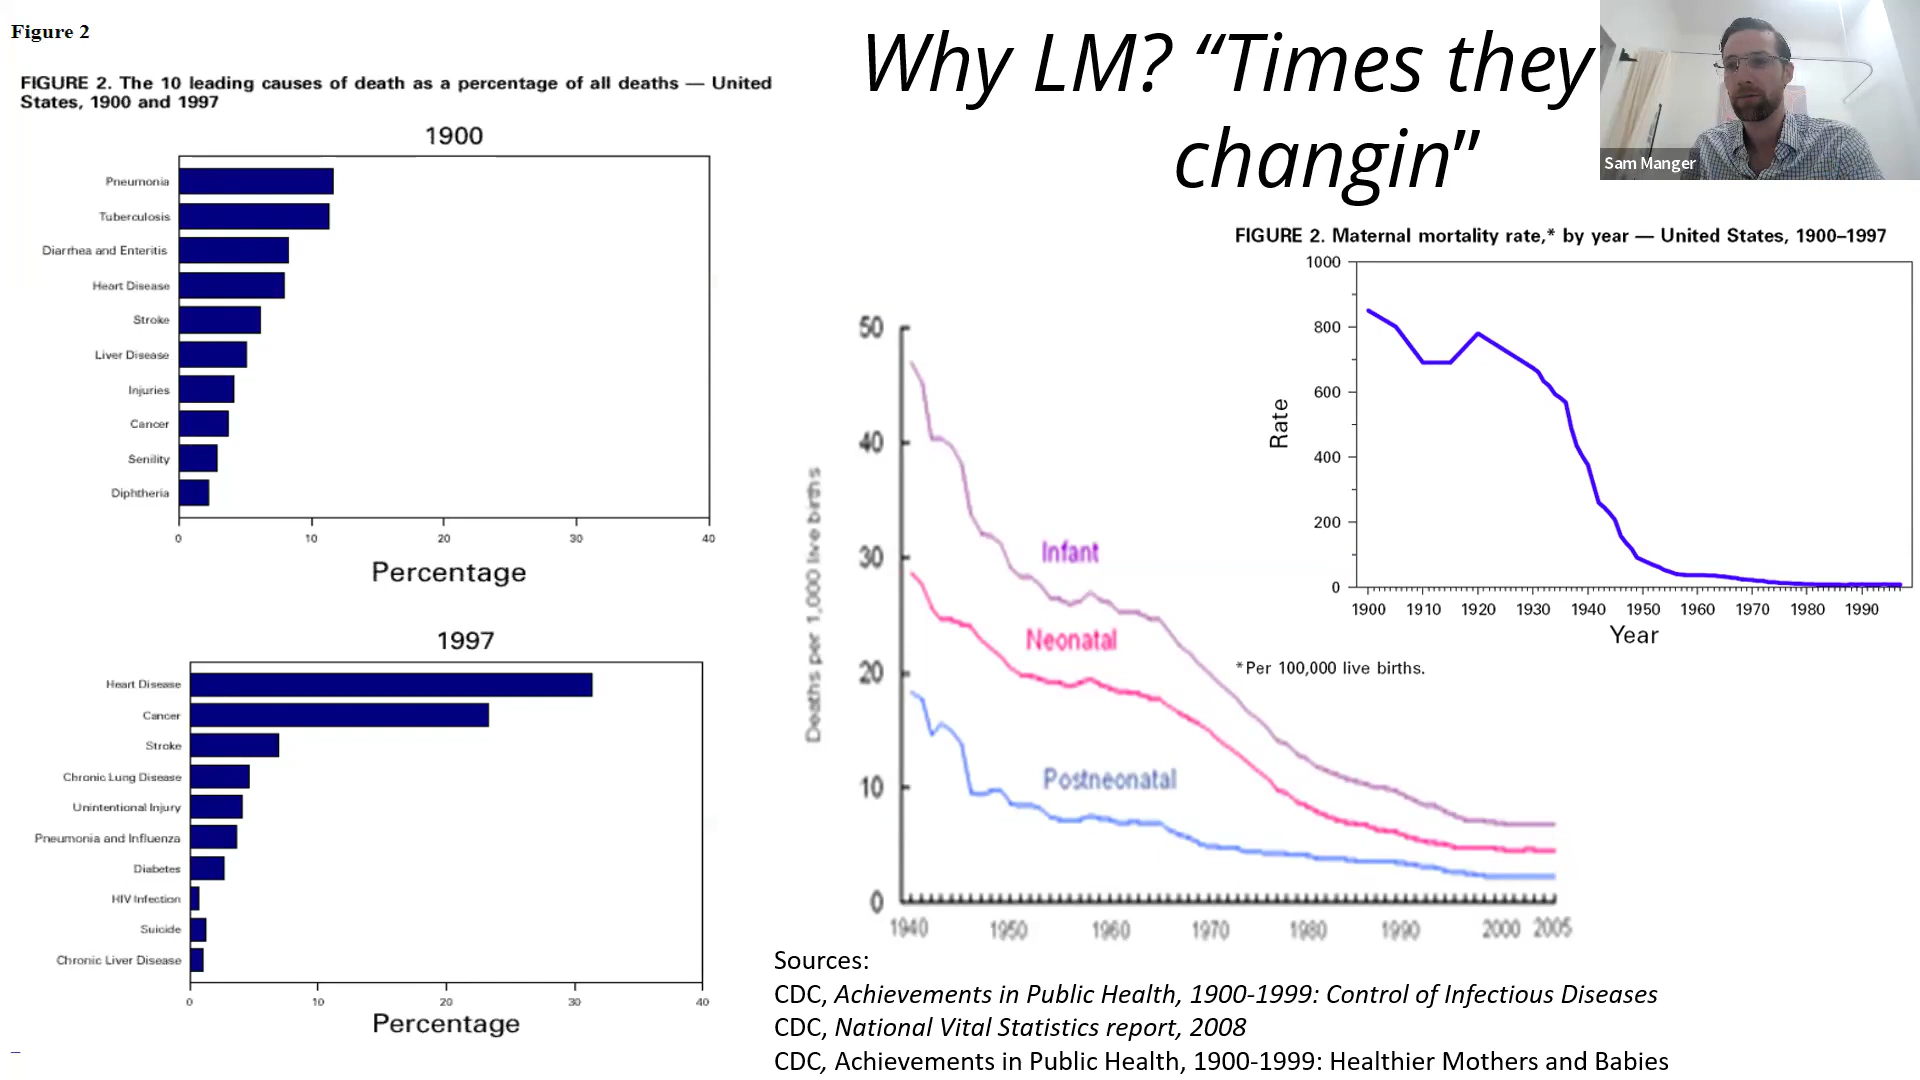 Figure 2
FIGURE 2. The 10 leading causes of death as a percentage of all deaths — United
States, 1900 and 1997
1900
Pneumonia
Tuberculosis
Diarrhea and Enteritis
Heart Disease
Stroke
Liver Disease
Injuries
Cancer
Senility
Diphtheria
0 10 20 30 40
Percentage
1997
Heart Disease
Cancer
Stroke
Chronic Lung Disease
Unintentional Injury
Pneumonia and Influenza
Diabetes
HIV Infection
Suicide
Chronic Liver Disease
0 10 20 30 40
Percentage
Why LM? “Times they
changin”
Sam Manger
FIGURE 2. Maternal mortality rate,* by year — United States, 1900–1997
1000
800
600
400
200
0
Rate
1900 1910 1920 1930 1940 1950 1960 1970 1980 1990
Year
*Per 100,000 live births.
50
40
30
20
10
0
Deaths per 1,000 live births
Infant
Neonatal
Postneonatal
1940 1950 1960 1970 1980 1990 2000 2005
Sources:
CDC, Achievements in Public Health, 1900-1999: Control of Infectious Diseases
CDC, National Vital Statistics report, 2008
CDC, Achievements in Public Health, 1900-1999: Healthier Mothers and Babies